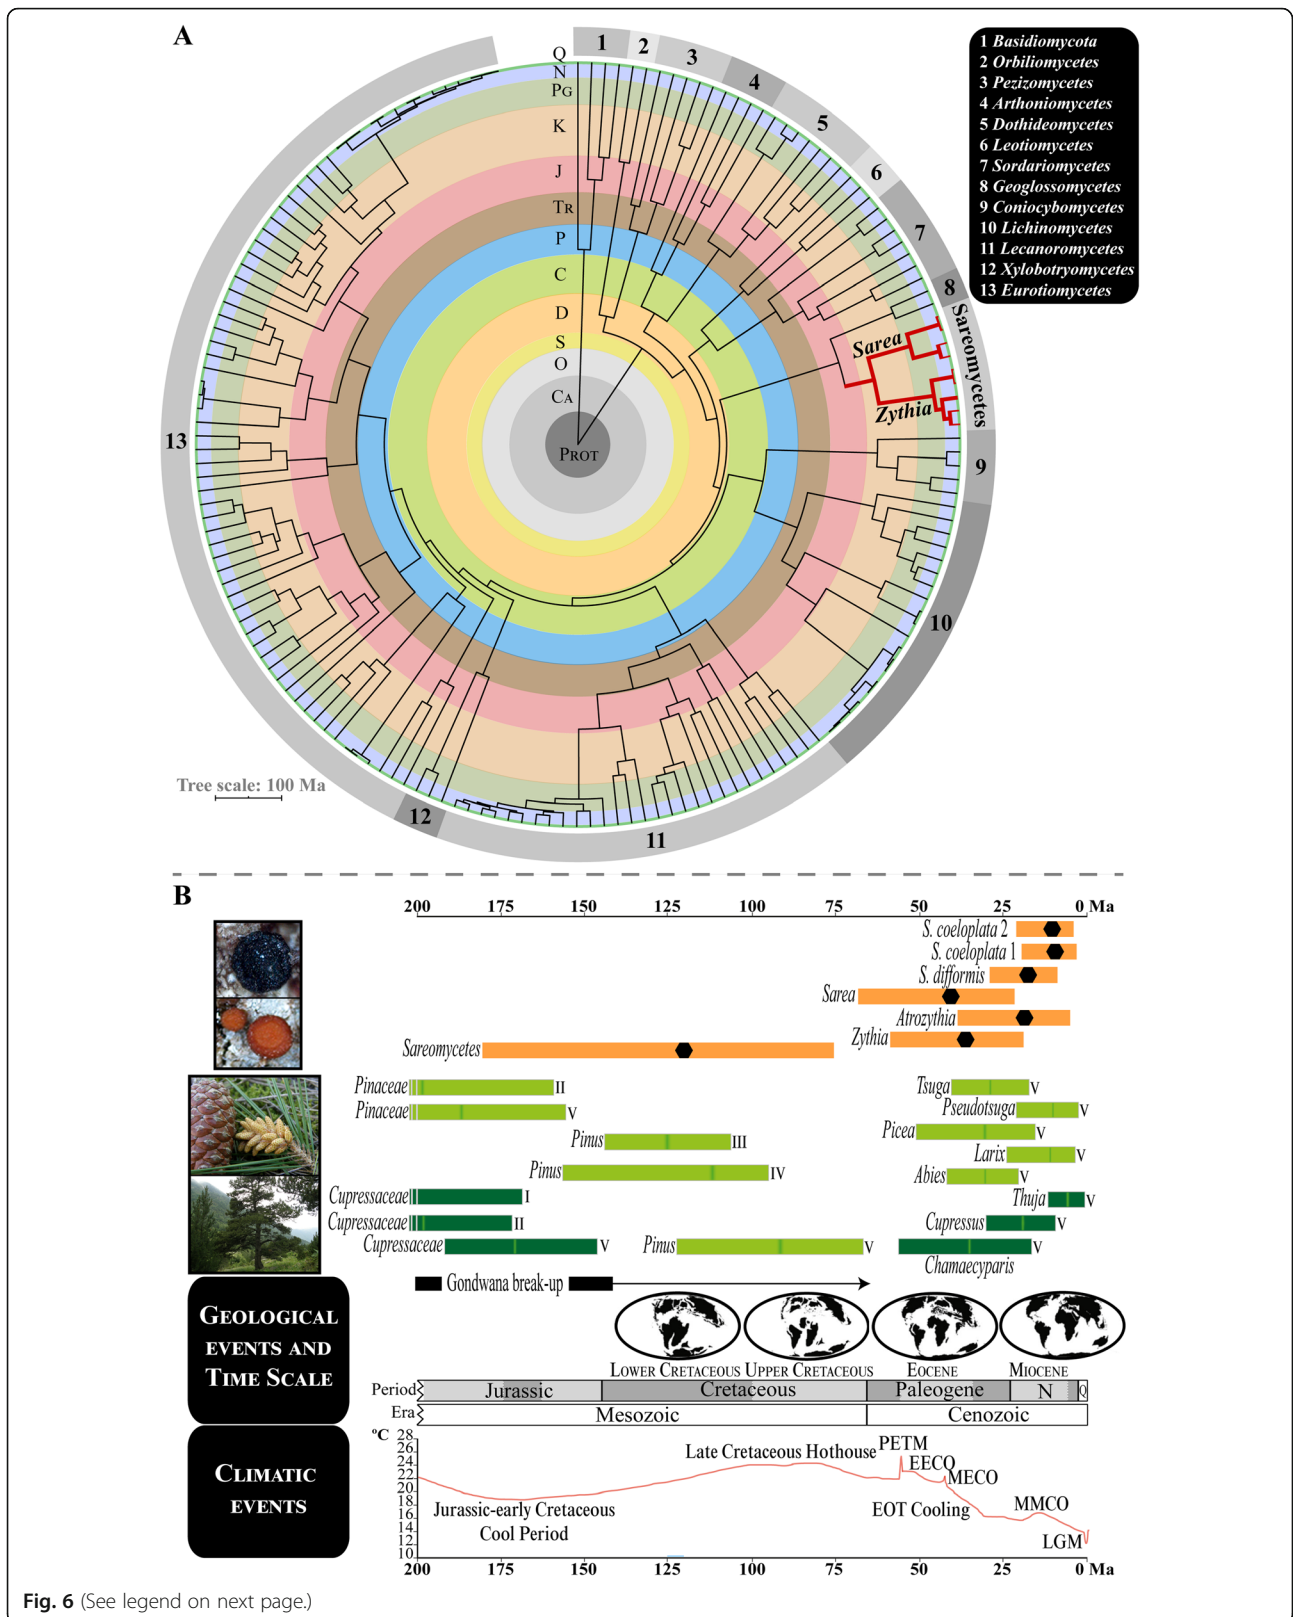 A
Q
N
PG
K
J
TR
P
C
D
S
O
CA
PROT
1
2
3
4
5
6
7
8
Sareomycetes
9
10
11
12
13
Sarea
Zythia
1 Basidiomycota
2 Orbiliomycetes
3 Pezizomycetes
4 Arthoniomycetes
5 Dothideomycetes
6 Leotiomycetes
7 Sordariomycetes
8 Geoglossomycetes
9 Coniocybomycetes
10 Lichinomycetes
11 Lecanoromycetes
12 Xylobotryomycetes
13 Eurotiomycetes
Tree scale: 100 Ma
B
200 175 150 125 100 75 50 25 0 Ma
S. coeloplata 2
S. coeloplata 1
S. difformis
Sarea
Atrozythia
Zythia
Sareomycetes
Pinaceae II
Tsuga V
Pinaceae V
Pseudotsuga V
Picea V
Pinus III
Larix V
Pinus IV
Abies V
Cupressaceae I
Thuja V
Cupressaceae II
Cupressus V
Cupressaceae V
Pinus V
V
Chamaecyparis
Gondwana break-up
GEOLOGICAL
EVENTS AND
TIME SCALE
LOWER CRETACEOUS UPPER CRETACEOUS EOCENE MIOCENE
Period Jurassic Cretaceous Paleogene N Q
Era Mesozoic Cenozoic
CLIMATIC
EVENTS
ºC
28
26
24
22
20
18
16
14
12
10
Late Cretaceous Hothouse
PETM
EECO
MECO
Jurassic-early Cretaceous
Cool Period
EOT Cooling
MMCO
LGM
200 175 150 125 100 75 50 25 0 Ma
Fig. 6 (See legend on next page.)